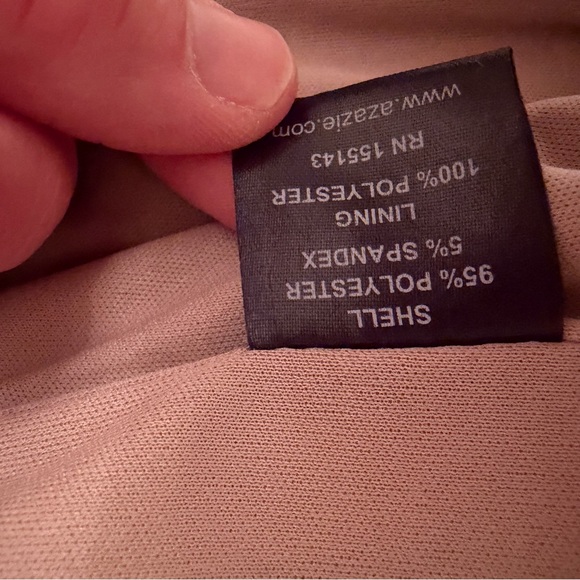 SHELL
95% POLYESTER
5% SPANDEX
LINING
100% POLYESTER
RN 155143
www.azazie.com